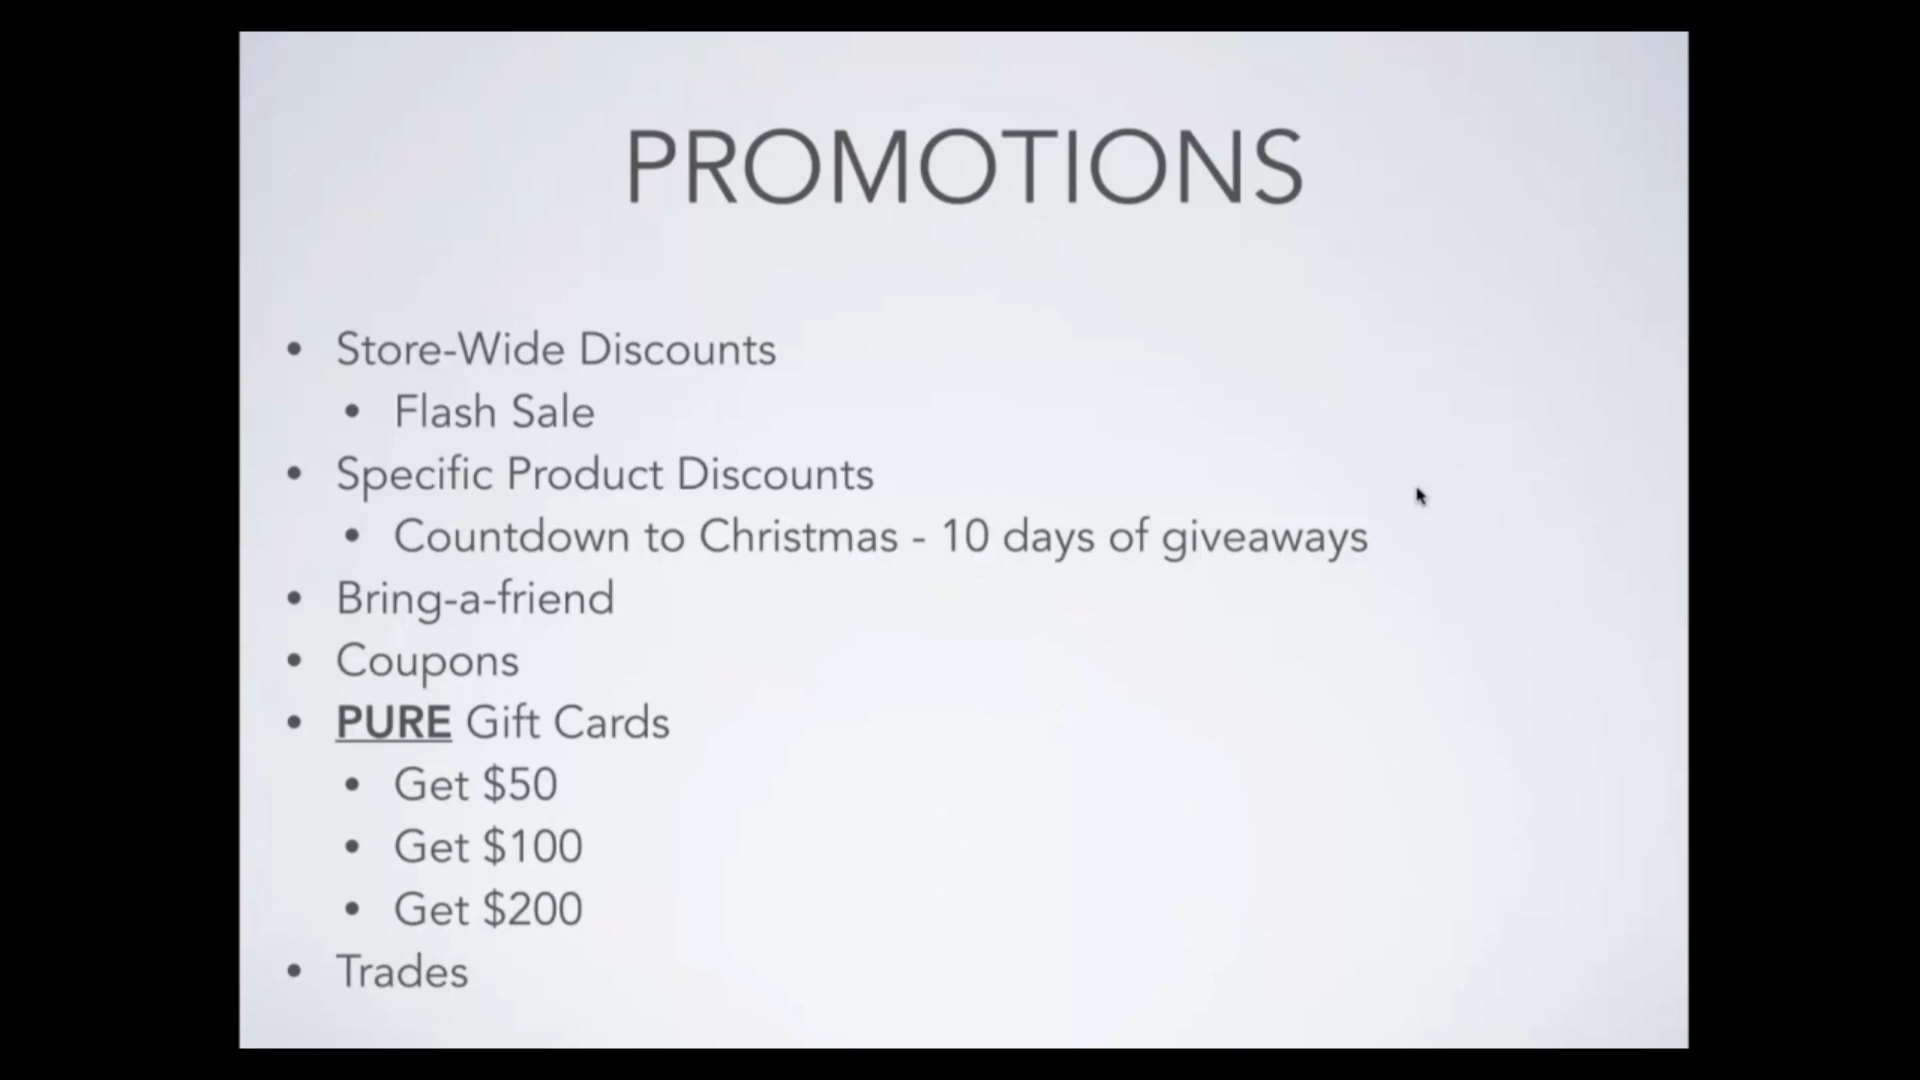 PROMOTIONS
• Store-Wide Discounts
• Flash Sale
• Specific Product Discounts
• Countdown to Christmas - 10 days of giveaways
• Bring-a-friend
• Coupons
• PURE Gift Cards
• Get $50
• Get $100
• Get $200
• Trades